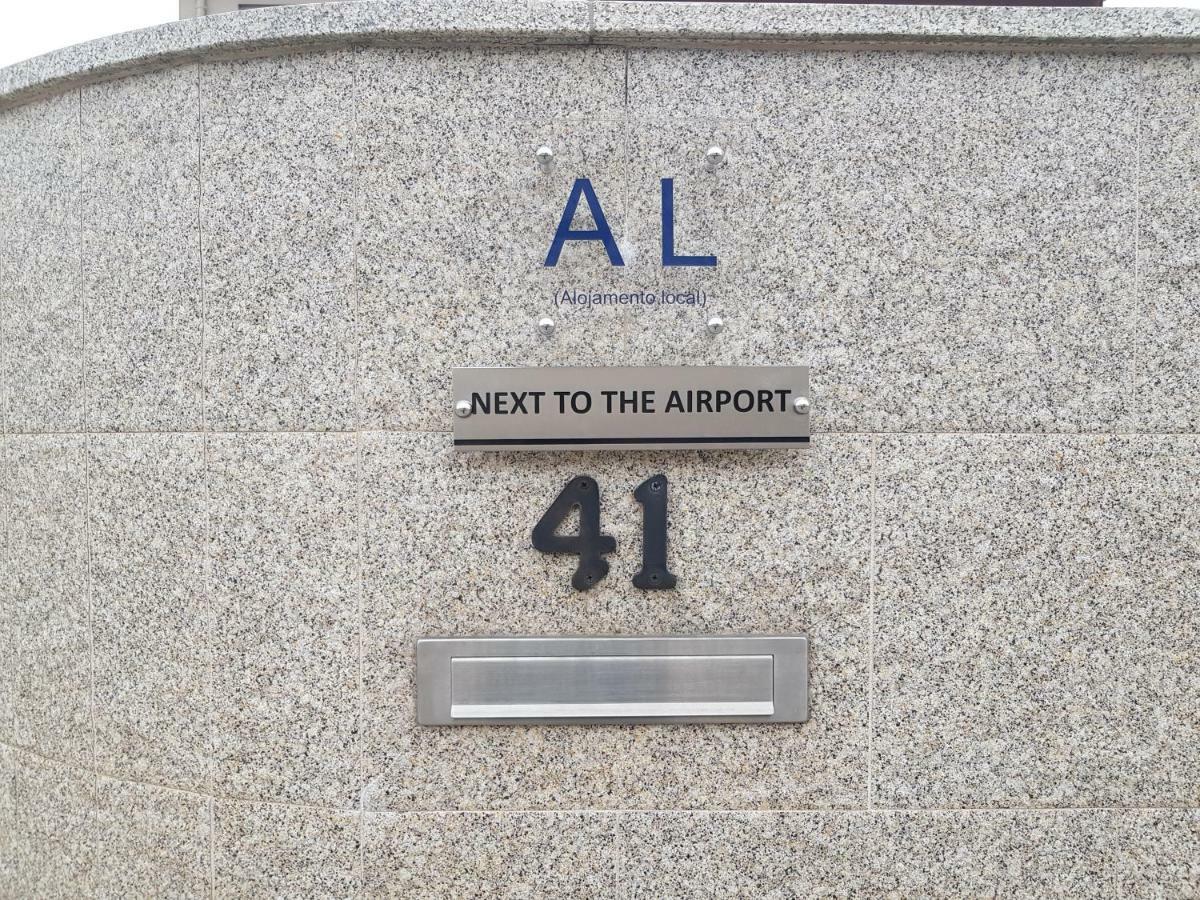 AL
(Alojamento local)
NEXT TO THE AIRPORT
41